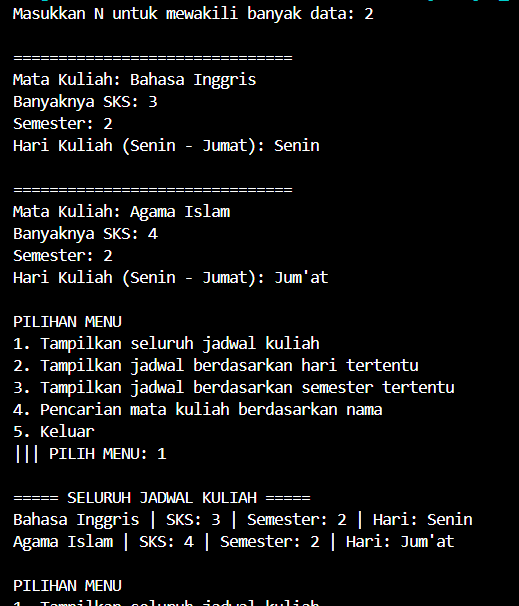 Masukkan N untuk mewakili banyak data: 2
===============================
Mata Kuliah: Bahasa Inggris
Banyaknya SKS: 3
Semester: 2
Hari Kuliah (Senin - Jumat): Senin
===============================
Mata Kuliah: Agama Islam
Banyaknya SKS: 4
Semester: 2
Hari Kuliah (Senin - Jumat): Jum'at
PILIHAN MENU
1. Tampilkan seluruh jadwal kuliah
2. Tampilkan jadwal berdasarkan hari tertentu
3. Tampilkan jadwal berdasarkan semester tertentu
4. Pencarian mata kuliah berdasarkan nama
5. Keluar
||| PILIH MENU: 1
===== SELURUH JADWAL KULIAH =====
Bahasa Inggris | SKS: 3 | Semester: 2 | Hari: Senin
Agama Islam | SKS: 4 | Semester: 2 | Hari: Jum'at
PILIHAN MENU
1. Tampilkan seluruh jadwal kuliah